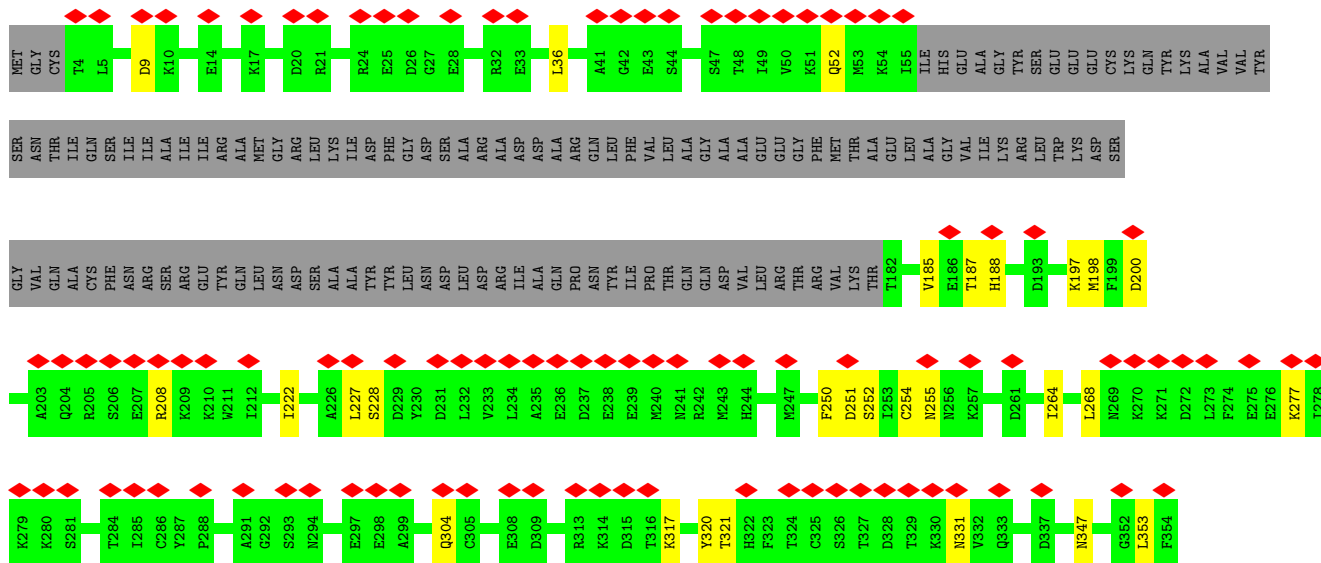 MET GLY CYS T4 L5 D9 K10 E14 K17 D20 R21 R24 E25 D26 G27 E28 R32 E33 L36 A41 G42 E43 S44 S47 T48 I49 V50 K51 Q52 M53 K54 I55 ILE HIS GLU ALA GLY TYR SER GLU GLU GLU CYS LYS GLN TYR LYS ALA VAL VAL TYR
SER ASN THR ILE GLN SER ILE ILE ALA ILE ILE ARG ALA MET GLY ARG LEU LYS ILE ASP PHE GLY ASP SER ALA ARG ALA ASP ASP ALA ARG GLN LEU PHE VAL LEU ALA GLY ALA ALA GLU GLU GLY PHE MET THR ALA GLU LEU ALA GLY VAL ILE LYS ARG LEU TRP LYS ASP SER
GLY VAL GLN ALA CYS PHE ASN ARG SER ARG GLU TYR GLN LEU ASN ASP SER ALA ALA TYR TYR LEU ASN ASP LEU ASP ARG ILE ALA GLN PRO ASN TYR ILE PRO THR GLN GLN ASP VAL LEU ARG THR ARG VAL LYS THR T182 V185 E186 T187 H188 D193 K197 M198 F199 D200
A203 Q204 R205 S206 E207 R208 K209 K210 W211 I212 I222 A226 L227 S228 D229 Y230 D231 L232 V233 L234 A235 E236 D237 E238 E239 M240 N241 R242 M243 H244 M247 F250 D251 S252 I253 C254 N255 N256 K257 D261 I264 L268 N269 K270 K271 D272 L273 F274 E275 E276 K277 I278
K279 K280 S281 T284 I285 C286 Y287 P288 A291 G292 S293 N294 E297 E298 A299 Q304 C305 E308 D309 R313 K314 D315 T316 K317 Y320 T321 H322 F323 T324 C325 S326 T327 D328 T329 K330 N331 V332 Q333 D337 N347 G352 L353 F354